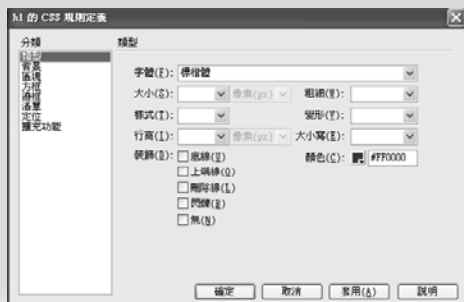 h1 的 CSS 規則定義
分類
類型
類型
背景
區塊
方框
邊框
清單
定位
擴充功能
字體(F): 標楷體
大小(S): 像素(px) 粗細(W):
樣式(T): 變形(V):
行高(I): 像素(px) 大小寫(E):
裝飾(D): 底線(U) 顏色(C): #FF0000
上端線(O)
刪除線(L)
閃爍(B)
無(N)
確定 取消 套用(A) 說明